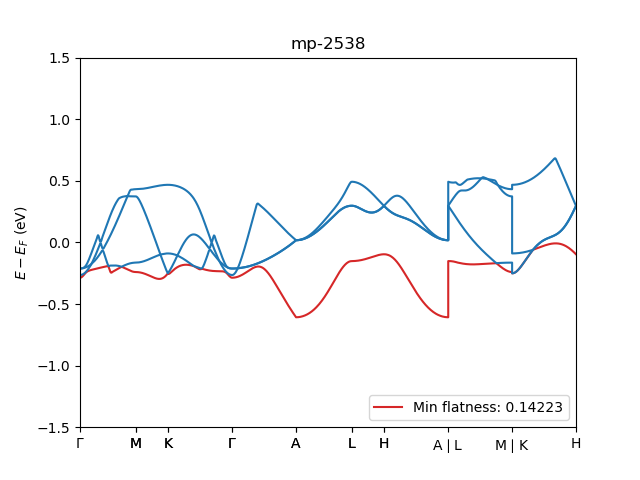 mp-2538
1.5
1.0
0.5
0.0
−0.5
−1.0
−1.5
E − E_F (eV)
Min flatness: 0.14223
Γ M K Γ A L H A | L M | K H